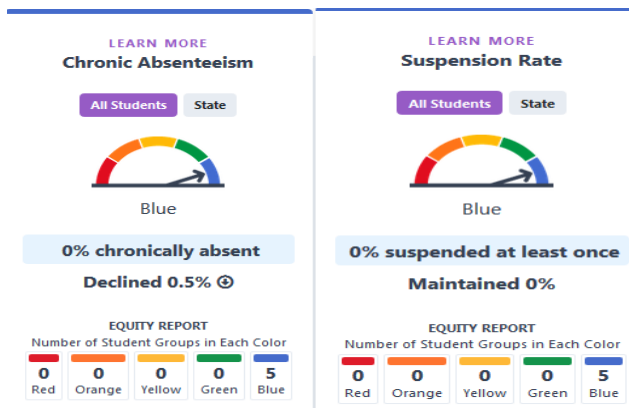 LEARN MORE
Chronic Absenteeism
All Students State
Blue
0% chronically absent
Declined 0.5%
EQUITY REPORT
Number of Student Groups in Each Color
0 0 0 0 5
Red Orange Yellow Green Blue
LEARN MORE
Suspension Rate
All Students State
Blue
0% suspended at least once
Maintained 0%
EQUITY REPORT
Number of Student Groups in Each Color
0 0 0 0 5
Red Orange Yellow Green Blue